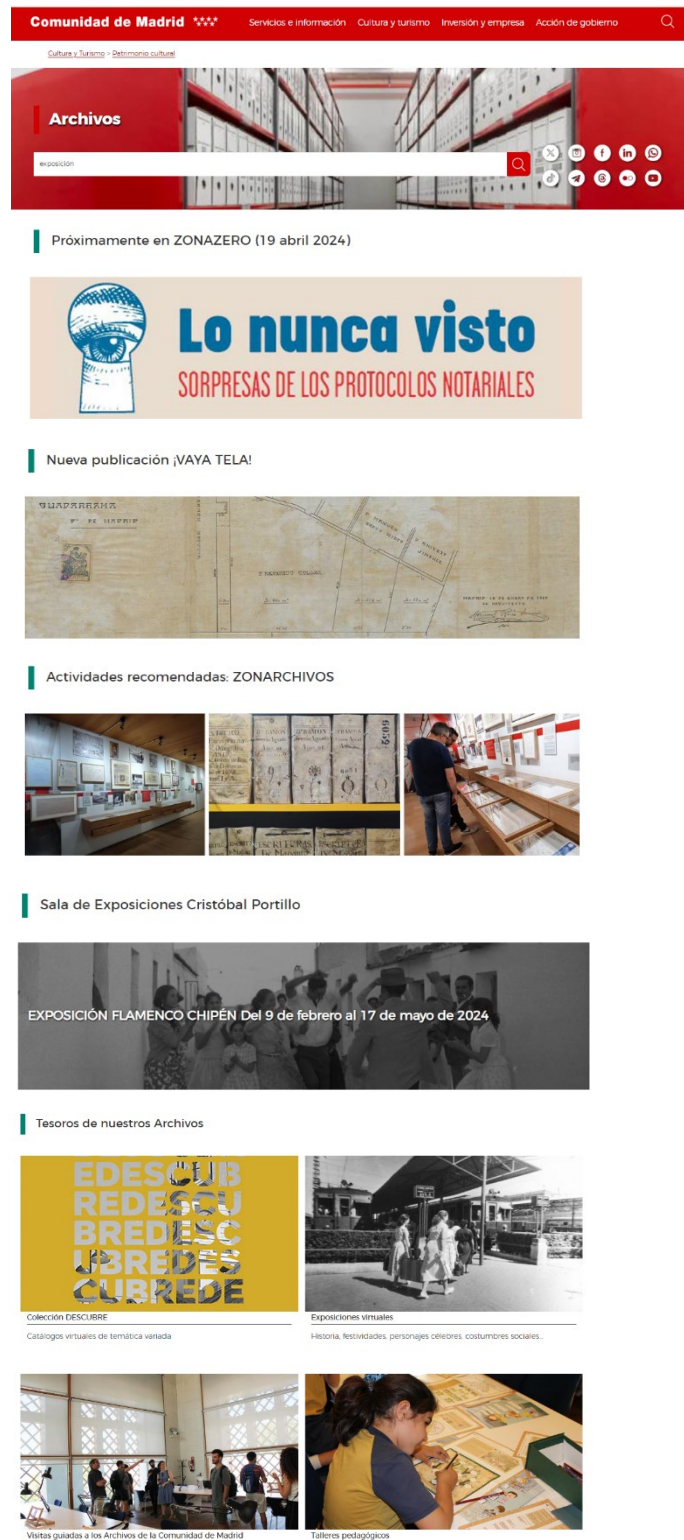 Comunidad de Madrid
Servicios e información Cultura y turismo Inversión y empresa Acción de gobierno
Cultura y Turismo > Patrimonio cultural
Archivos
exposición
Próximamente en ZONAZERO (19 abril 2024)
Lo nunca visto
SORPRESAS DE LOS PROTOCOLOS NOTARIALES
Nueva publicación ¡VAYA TELA!
GUADARRAMA
Pª DE MADRID
Actividades recomendadas: ZONARCHIVOS
Sala de Exposiciones Cristóbal Portillo
EXPOSICIÓN FLAMENCO CHIPÉN Del 9 de febrero al 17 de mayo de 2024
Tesoros de nuestros Archivos
EDESCUB
REDESCU
BREDESC
UBREDES
CUBREDE
Colección DESCUBRE
Catálogos virtuales de temática variada
Exposiciones virtuales
Historia, festividades, personajes célebres, costumbres sociales...
Visitas guiadas a los Archivos de la Comunidad de Madrid
Talleres pedagógicos